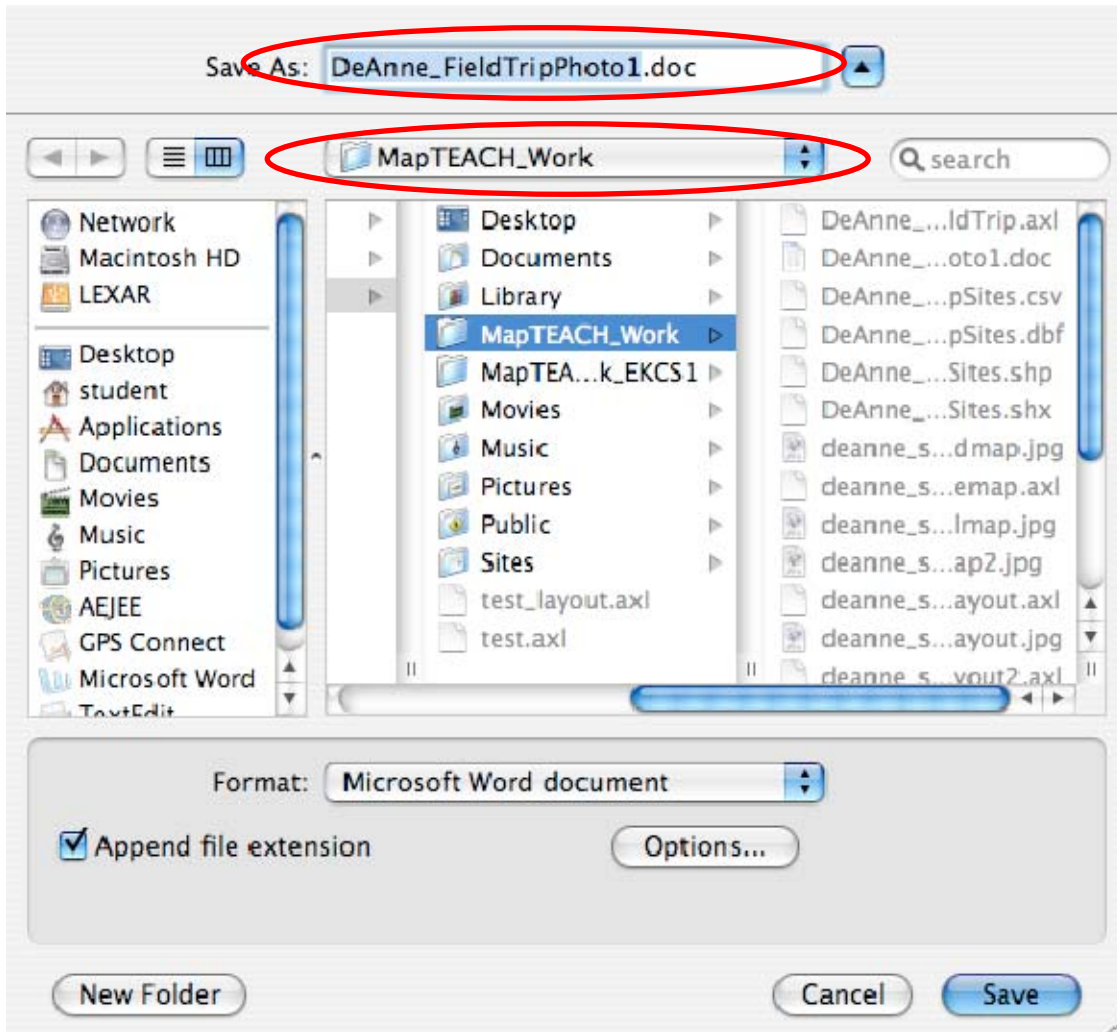 Save As: DeAnne_FieldTripPhoto1.doc
MapTEACH_Work
search
Network
Macintosh HD
LEXAR
Desktop
student
Applications
Documents
Movies
Music
Pictures
AEJEE
GPS Connect
Microsoft Word
TextEdit
Desktop
Documents
Library
MapTEACH_Work
MapTEA...k_EKCS1
Movies
Music
Pictures
Public
Sites
test_layout.axl
test.axl
DeAnne_...ldTrip.axl
DeAnne_...oto1.doc
DeAnne_...pSites.csv
DeAnne_...pSites.dbf
DeAnne_...Sites.shp
DeAnne_...Sites.shx
deanne_s...dmap.jpg
deanne_s...emap.axl
deanne_s...lmap.jpg
deanne_s...ap2.jpg
deanne_s...ayout.axl
deanne_s...ayout.jpg
deanne_s...yout2.axl
Format: Microsoft Word document
Append file extension
Options...
New Folder
Cancel
Save